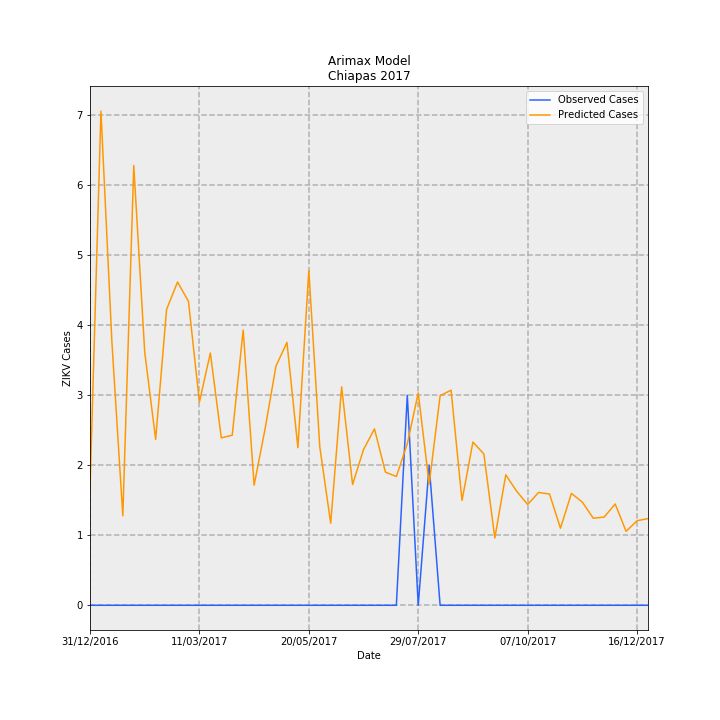 Arimax Model
Chiapas 2017
Observed Cases
Predicted Cases
ZIKV Cases
7
6
5
4
3
2
1
0
31/12/2016 11/03/2017 20/05/2017 29/07/2017 07/10/2017 16/12/2017
Date